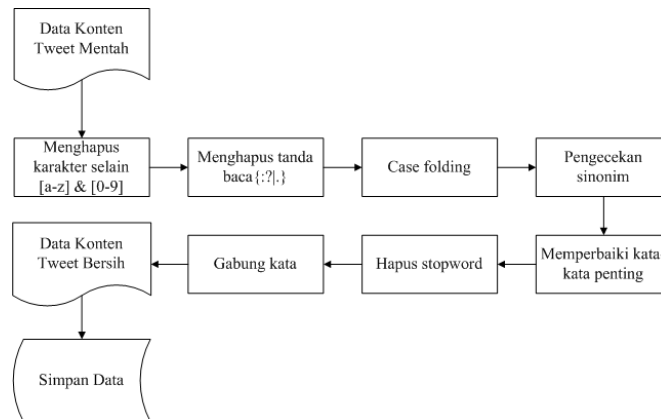 Data Konten
Tweet Mentah
Menghapus
karakter selain
[a-z] & [0-9]
Menghapus tanda
baca{:?|.}
Case folding
Pengecekan
sinonim
Data Konten
Tweet Bersih
Gabung kata
Hapus stopword
Memperbaiki kata-
kata penting
Simpan Data